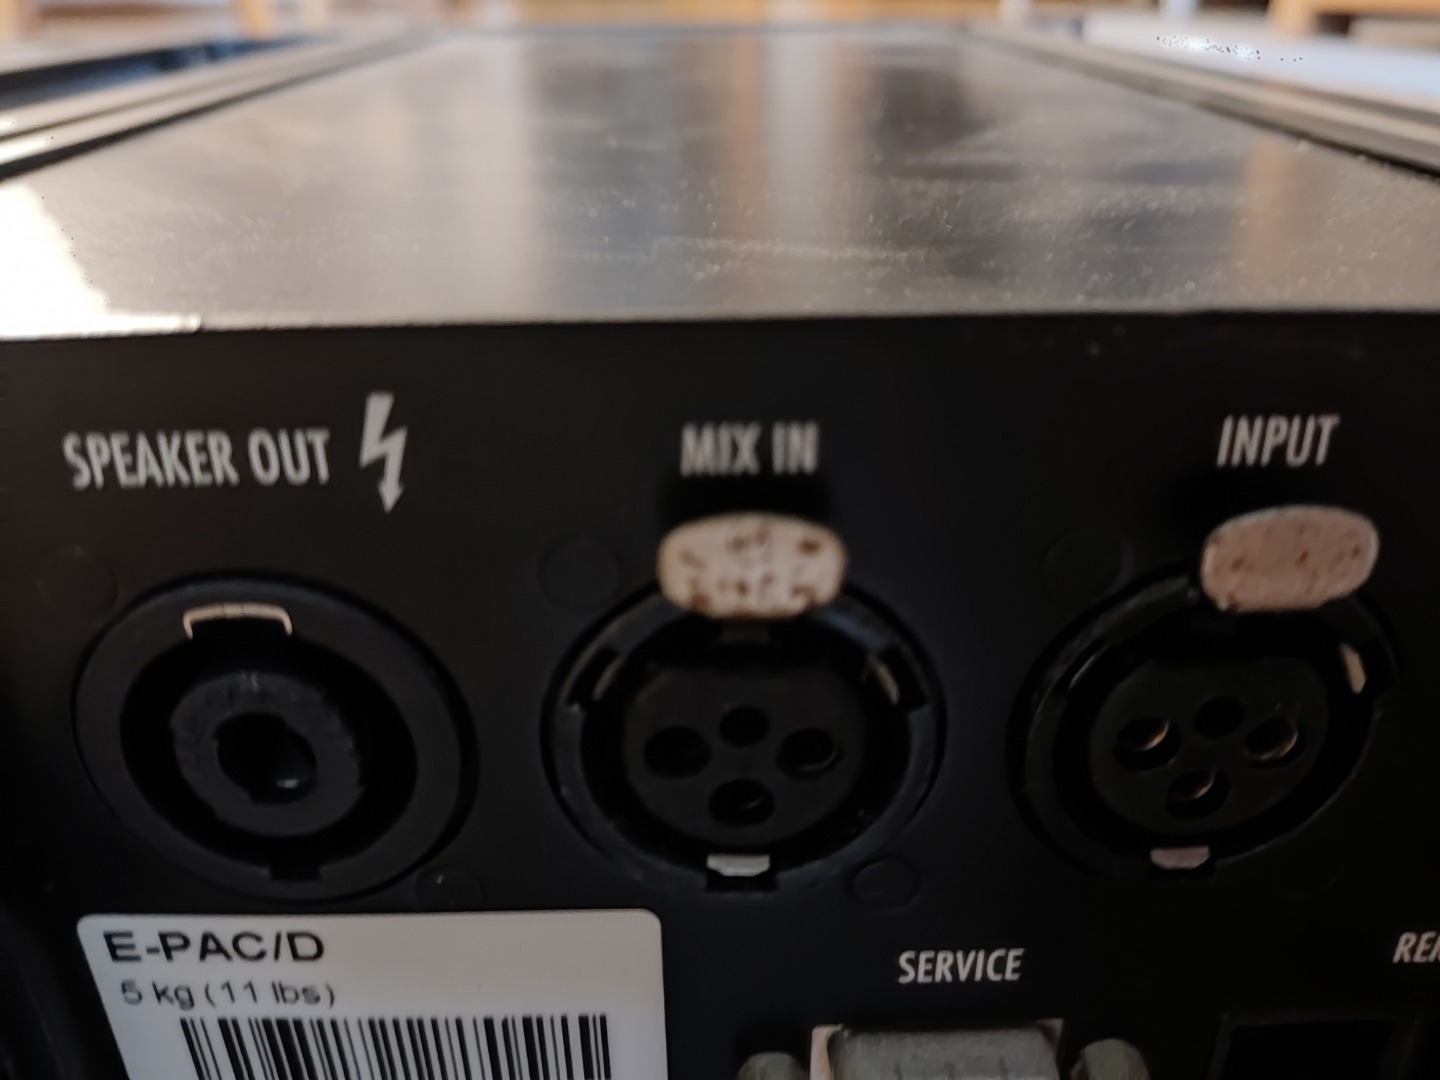 SPEAKER OUT
MIX IN
INPUT
E-PAC/D
5 kg (11 lbs)
SERVICE